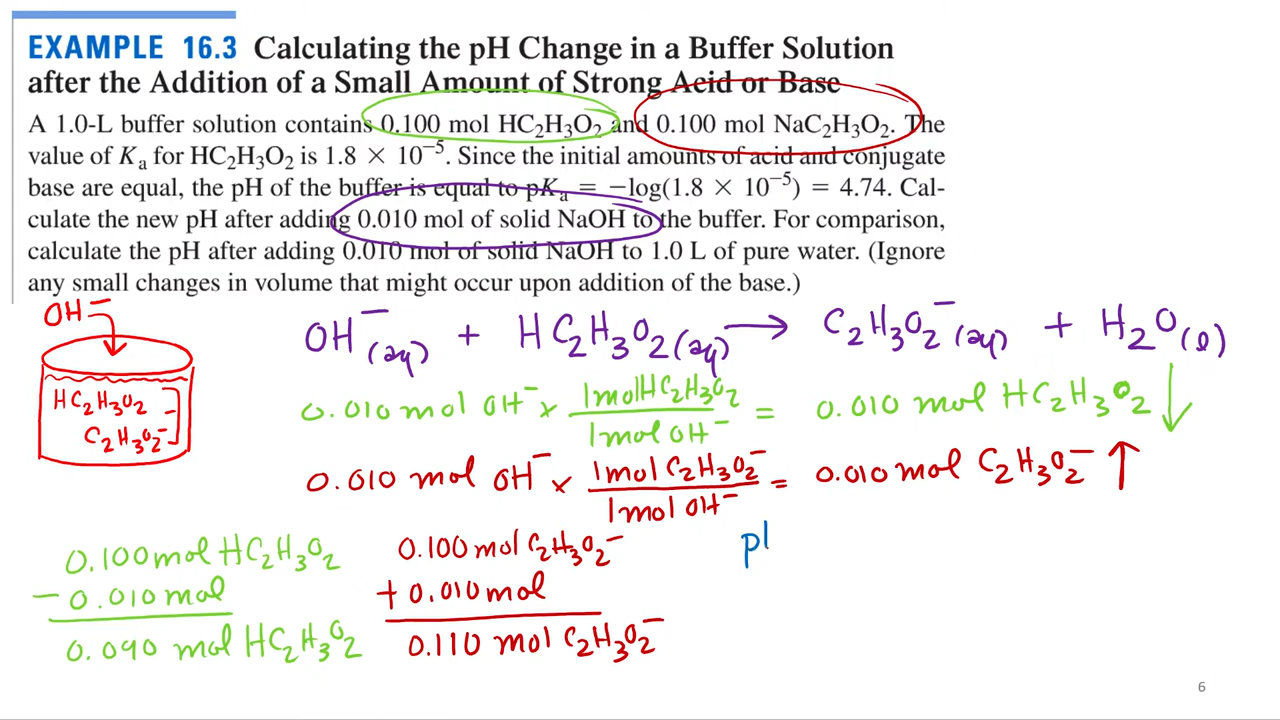 EXAMPLE 16.3 Calculating the pH Change in a Buffer Solution
after the Addition of a Small Amount of Strong Acid or Base
A 1.0-L buffer solution contains 0.100 mol HC₂H₃O₂ and 0.100 mol NaC₂H₃O₂. The
value of Kₐ for HC₂H₃O₂ is 1.8 × 10⁻⁵. Since the initial amounts of acid and conjugate
base are equal, the pH of the buffer is equal to pKₐ = −log(1.8 × 10⁻⁵) = 4.74. Cal-
culate the new pH after adding 0.010 mol of solid NaOH to the buffer. For comparison,
calculate the pH after adding 0.010 mol of solid NaOH to 1.0 L of pure water. (Ignore
any small changes in volume that might occur upon addition of the base.)
OH⁻
HC₂H₃O₂
C₂H₃O₂⁻
OH⁻(aq) + HC₂H₃O₂(aq) → C₂H₃O₂⁻(aq) + H₂O(l)
0.010 mol OH⁻ × 1mol HC₂H₃O₂ / 1mol OH⁻ = 0.010 mol HC₂H₃O₂ ↓
0.010 mol OH⁻ × 1mol C₂H₃O₂⁻ / 1mol OH⁻ = 0.010 mol C₂H₃O₂⁻ ↑
0.100 mol HC₂H₃O₂
− 0.010 mol
0.090 mol HC₂H₃O₂
0.100 mol C₂H₃O₂⁻
+ 0.010 mol
0.110 mol C₂H₃O₂⁻
pl
6